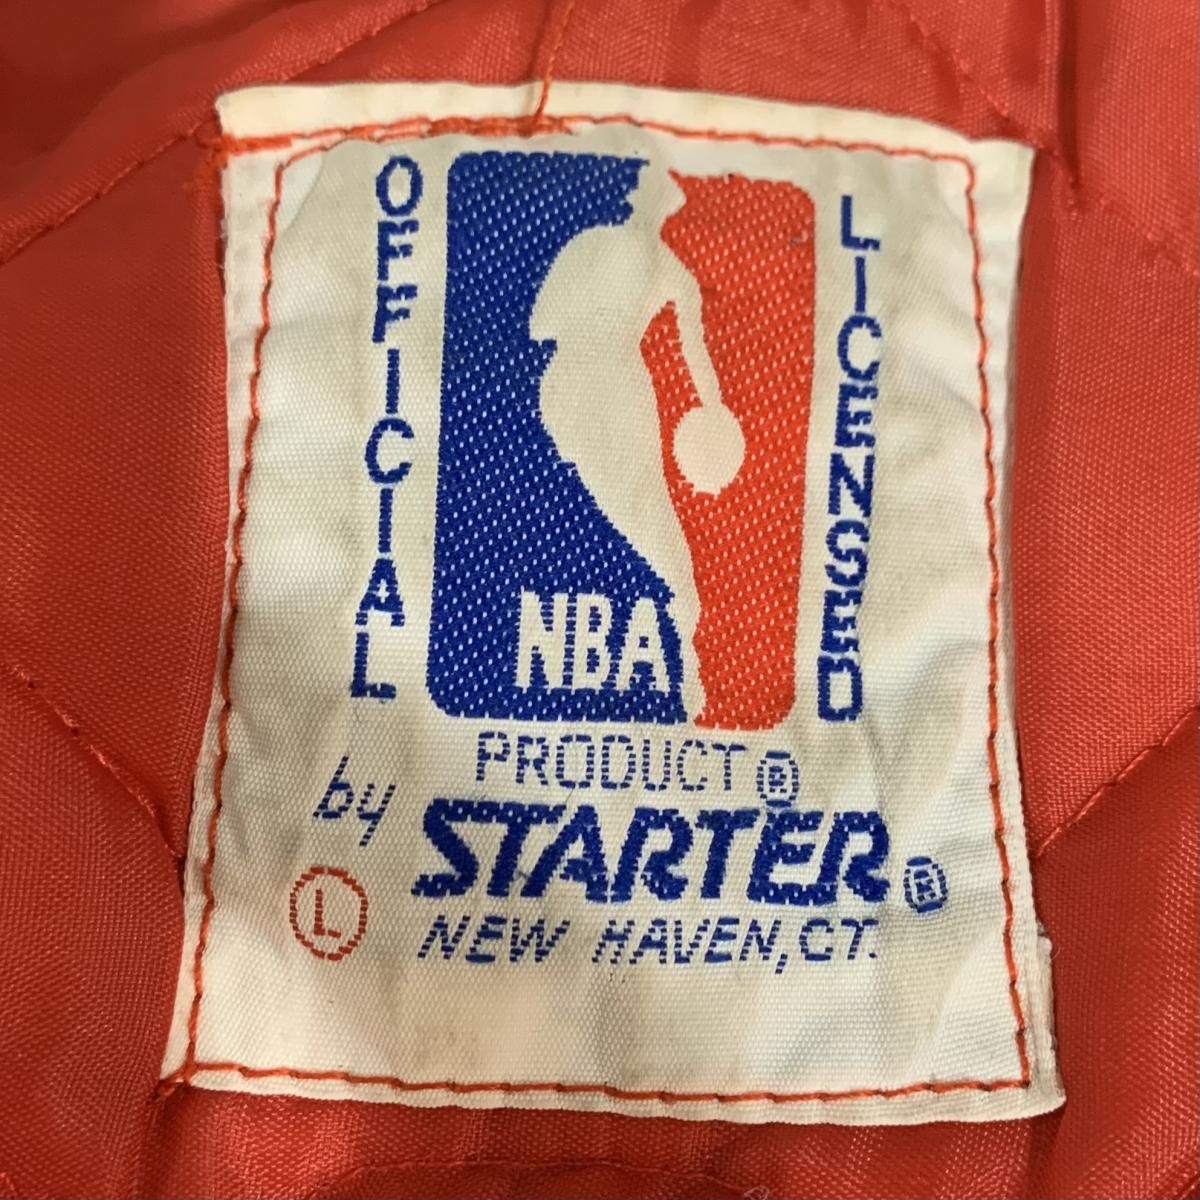 OFFICIAL
LICENSED
NBA
PRODUCT®
by
STARTER®
L
NEW HAVEN, CT.